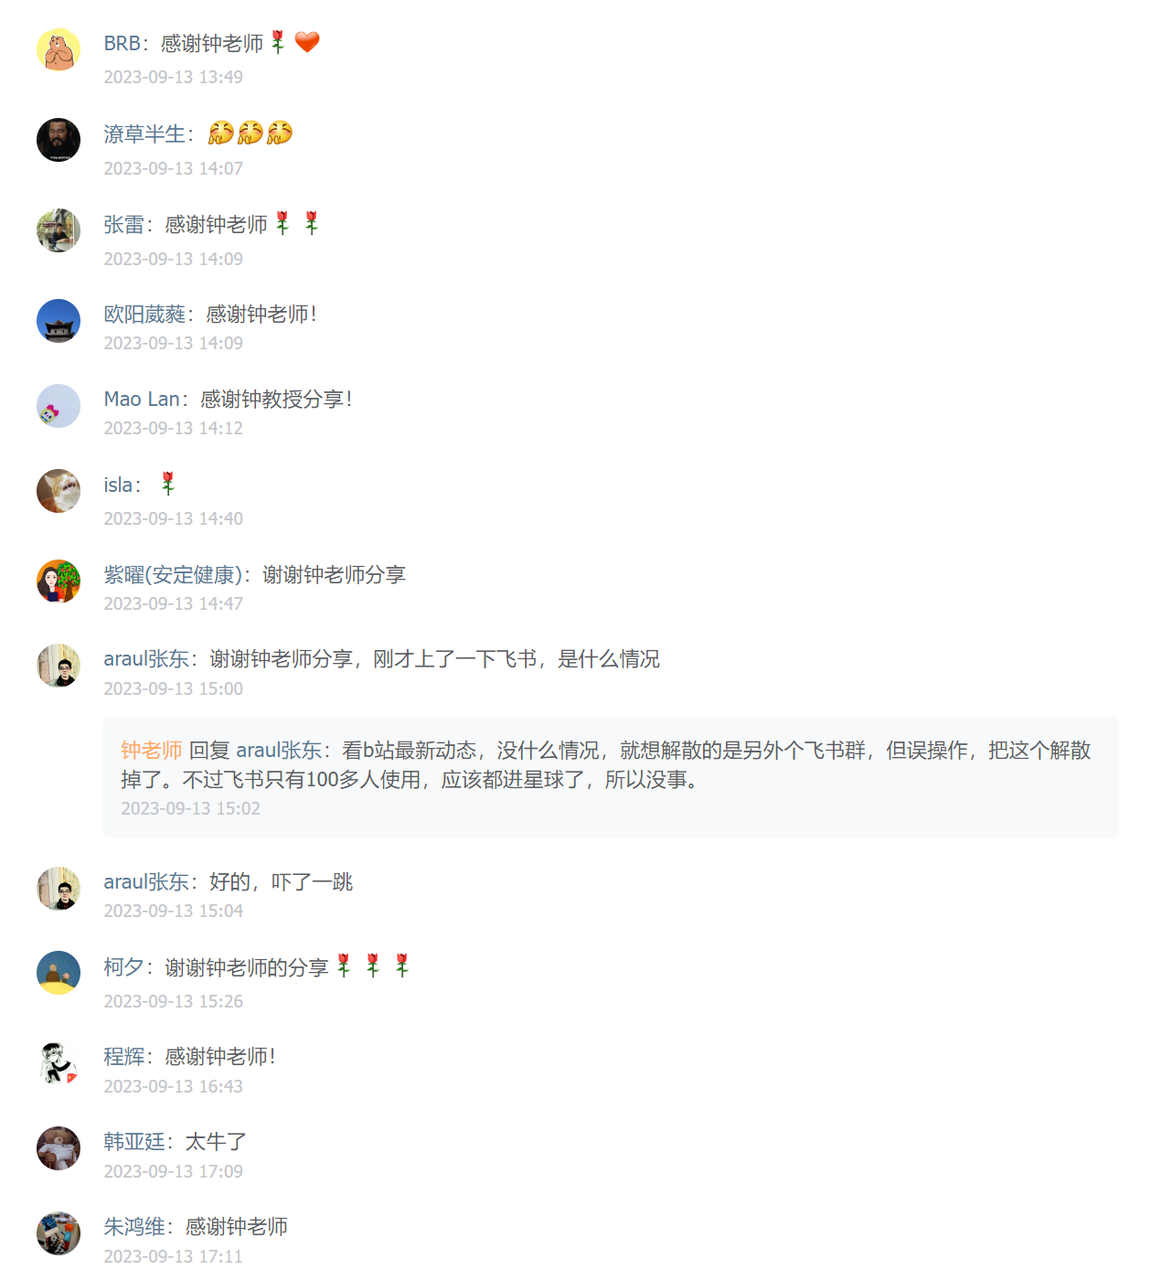 BRB：感谢钟老师🌹❤️
2023-09-13 13:49
潦草半生：🥳🥳🥳
2023-09-13 14:07
张雷：感谢钟老师🌹🌹
2023-09-13 14:09
欧阳葳蕤：感谢钟老师！
2023-09-13 14:09
Mao Lan：感谢钟教授分享！
2023-09-13 14:12
isla：🌹
2023-09-13 14:40
紫曜(安定健康)：谢谢钟老师分享
2023-09-13 14:47
araul张东：谢谢钟老师分享，刚才上了一下飞书，是什么情况
2023-09-13 15:00
钟老师 回复 araul张东：看b站最新动态，没什么情况，就想解散的是另外个飞书群，但误操作，把这个解散
掉了。不过飞书只有100多人使用，应该都进星球了，所以没事。
2023-09-13 15:02
araul张东：好的，吓了一跳
2023-09-13 15:04
柯夕：谢谢钟老师的分享🌹🌹🌹
2023-09-13 15:26
程辉：感谢钟老师！
2023-09-13 16:43
韩亚廷：太牛了
2023-09-13 17:09
朱鸿维：感谢钟老师
2023-09-13 17:11